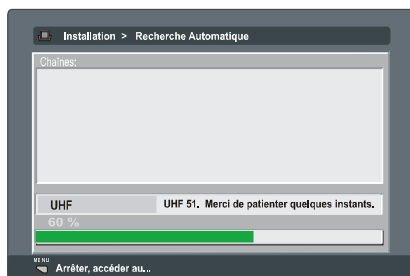 Installation > Recherche Automatique
Chaînes:
UHF UHF 51. Merci de patienter quelques instants.
60 %
MENU
Arrêter, accéder au...